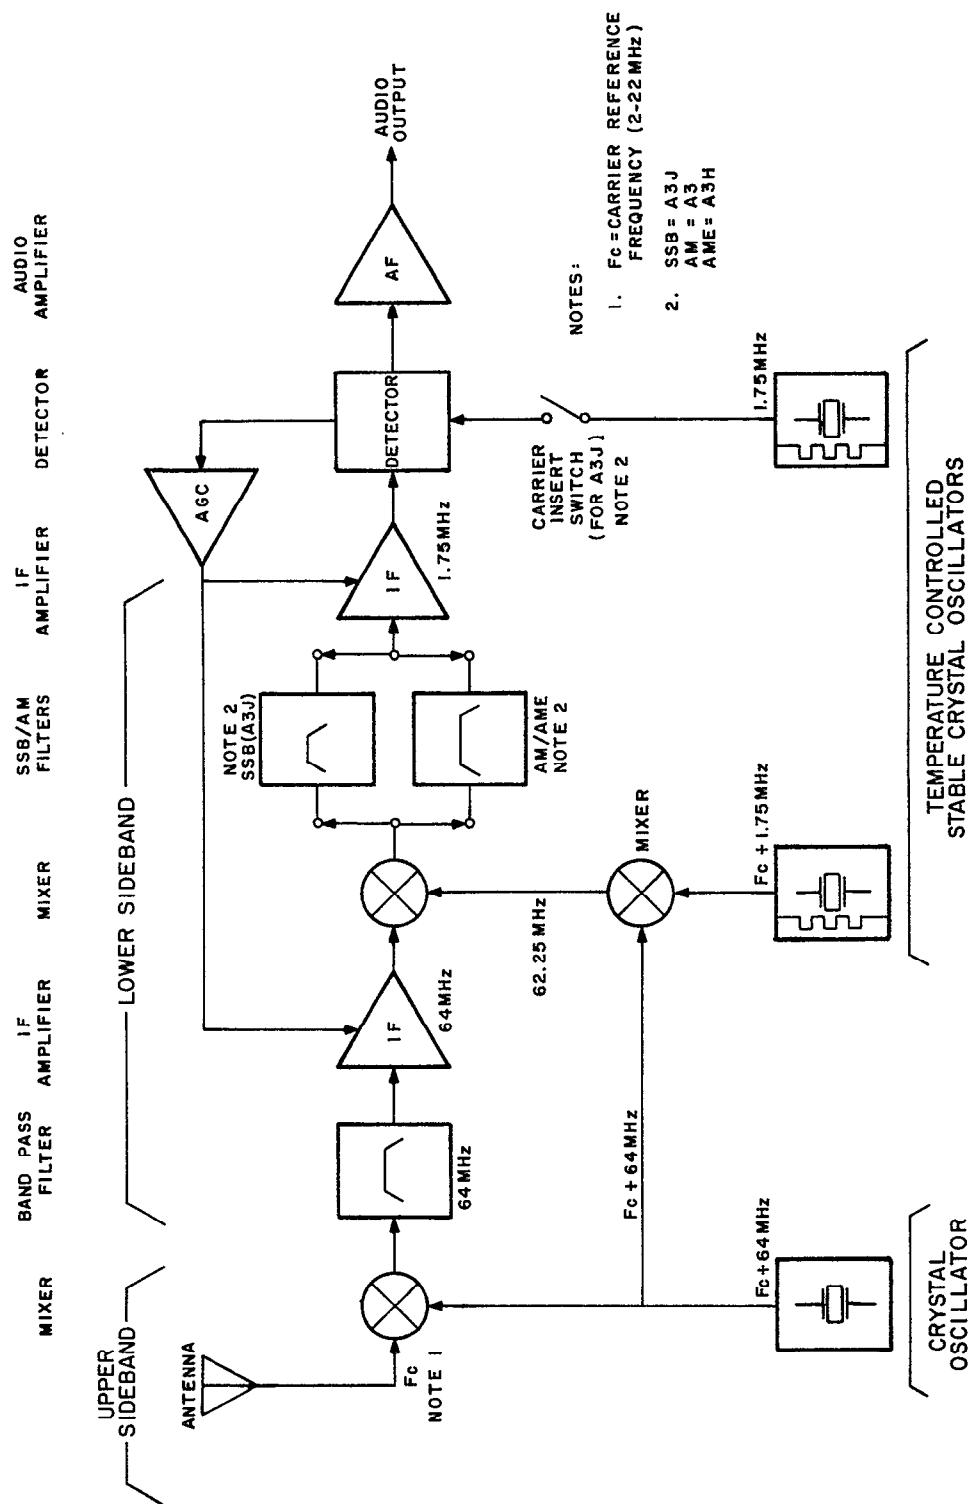 MIXER
BAND PASS
FILTER
IF
AMPLIFIER
MIXER
SSB/AM
FILTERS
IF
AMPLIFIER
DETECTOR
AUDIO
AMPLIFIER
UPPER
SIDEBAND
LOWER SIDEBAND
ANTENNA
AGC
NOTE 2
SSB(A3J)
Fc
NOTE 1
64MHz
IF
64MHz
AM/AME
NOTE 2
IF
1.75MHz
DETECTOR
AF
AUDIO
OUTPUT
62.25MHz
MIXER
CARRIER
INSERT
SWITCH
(FOR A3J)
NOTE 2
Fc+64MHz
Fc+64MHz
Fc+1.75MHz
1.75MHz
NOTES:
1. Fc=CARRIER REFERENCE
FREQUENCY (2-22MHz)
2. SSB=A3J
AM = A3
AME= A3H
CRYSTAL
OSCILLATOR
TEMPERATURE CONTROLLED
STABLE CRYSTAL OSCILLATORS